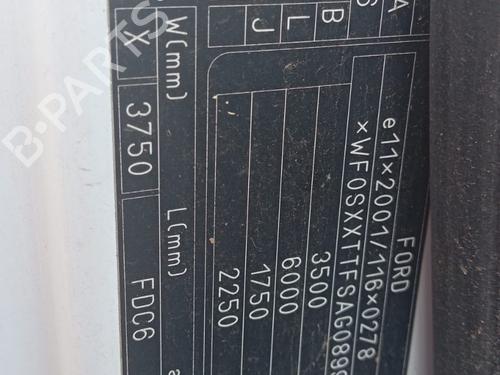 FORD
e11×2001/116×0278
×WF0SXXTTFSAG089
3500
6000
1750
2250
A
B
L
J
W(mm)
L(mm)
X
3750
FDC6
B-PARTS